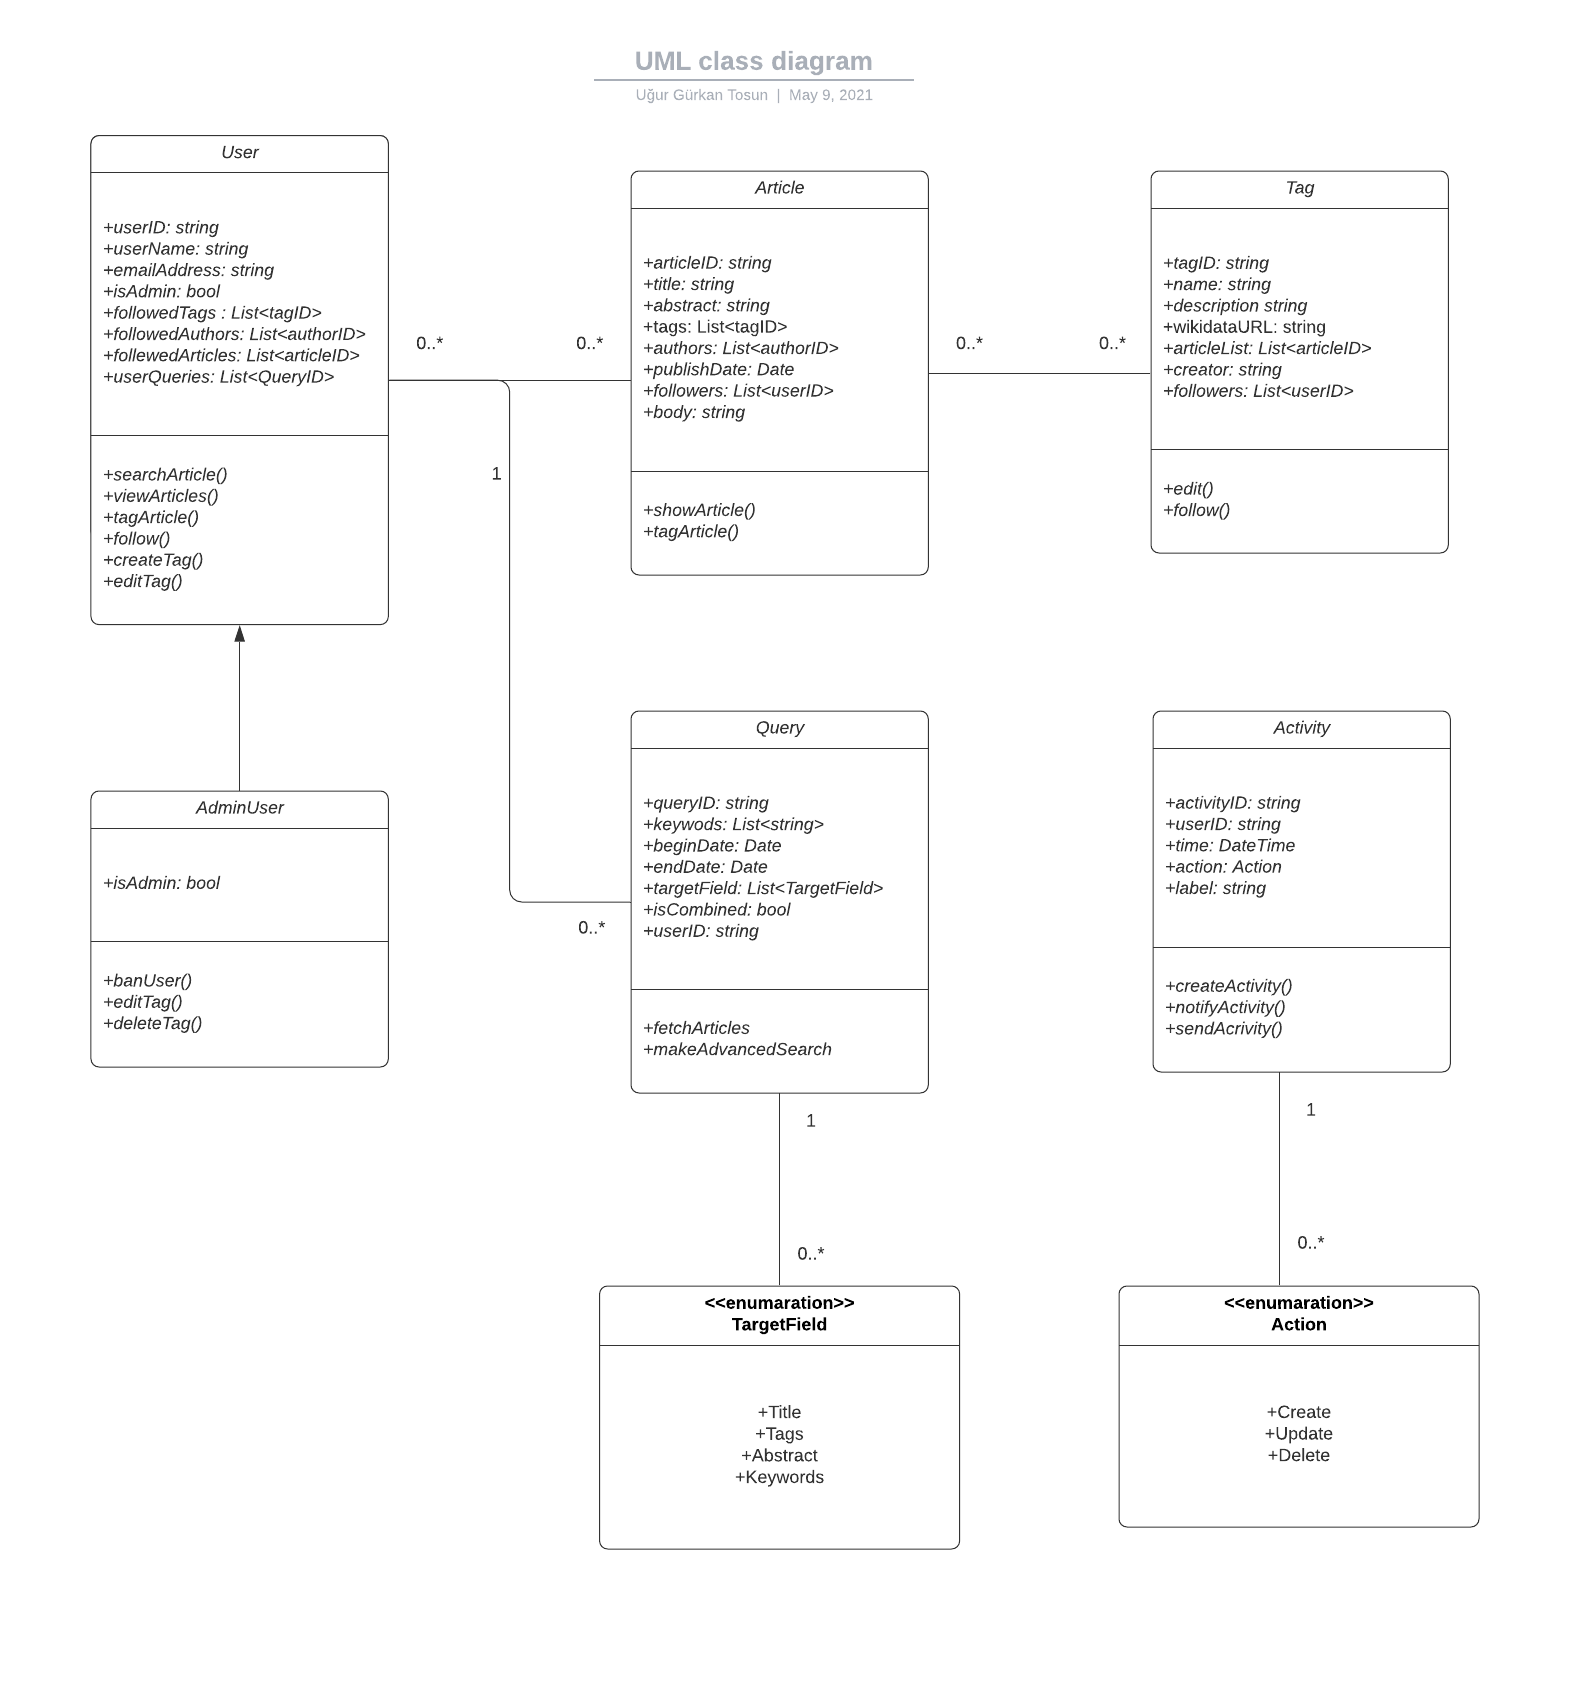 UML class diagram
Uğur Gürkan Tosun | May 9, 2021
User
+userID: string
+userName: string
+emailAddress: string
+isAdmin: bool
+followedTags : List<tagID>
+followedAuthors: List<authorID>
+follewedArticles: List<articleID>
+userQueries: List<QueryID>
+searchArticle()
+viewArticles()
+tagArticle()
+follow()
+createTag()
+editTag()
0..*
0..*
1
Article
+articleID: string
+title: string
+abstract: string
+tags: List<tagID>
+authors: List<authorID>
+publishDate: Date
+followers: List<userID>
+body: string
+showArticle()
+tagArticle()
0..*
0..*
Tag
+tagID: string
+name: string
+description string
+wikidataURL: string
+articleList: List<articleID>
+creator: string
+followers: List<userID>
+edit()
+follow()
AdminUser
+isAdmin: bool
+banUser()
+editTag()
+deleteTag()
0..*
Query
+queryID: string
+keywods: List<string>
+beginDate: Date
+endDate: Date
+targetField: List<TargetField>
+isCombined: bool
+userID: string
+fetchArticles
+makeAdvancedSearch
1
0..*
Activity
+activityID: string
+userID: string
+time: DateTime
+action: Action
+label: string
+createActivity()
+notifyActivity()
+sendAcrivity()
1
0..*
<<enumaration>>
TargetField
+Title
+Tags
+Abstract
+Keywords
<<enumaration>>
Action
+Create
+Update
+Delete